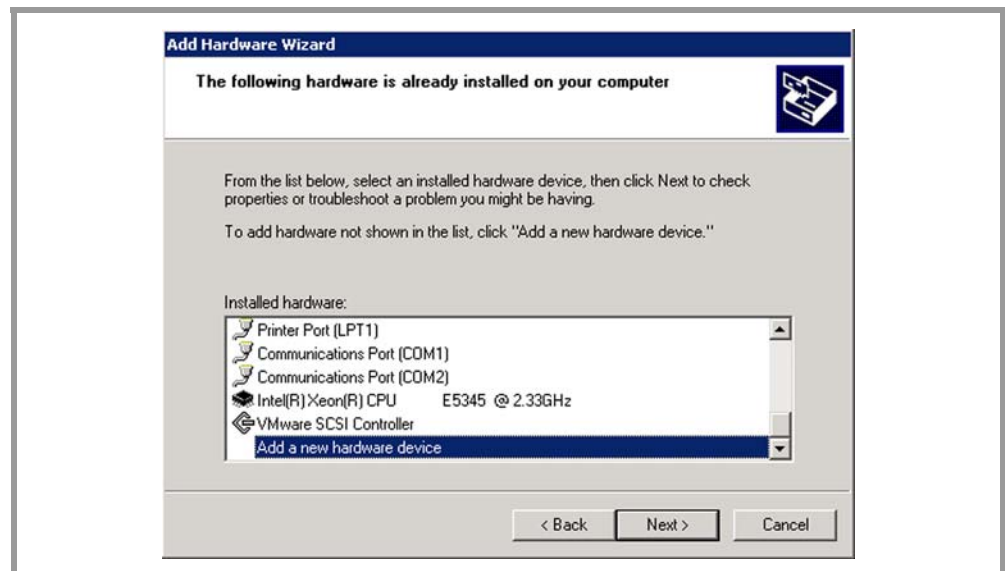 Add Hardware Wizard
The following hardware is already installed on your computer
From the list below, select an installed hardware device, then click Next to check
properties or troubleshoot a problem you might be having.
To add hardware not shown in the list, click "Add a new hardware device."
Installed hardware:
Printer Port (LPT1)
Communications Port (COM1)
Communications Port (COM2)
Intel(R) Xeon(R) CPU E5345 @ 2.33GHz
VMware SCSI Controller
Add a new hardware device
< Back Next > Cancel